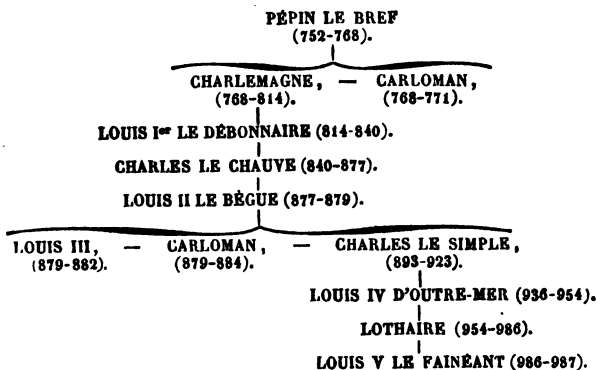 PÉPIN LE BREF
(752-768).
CHARLEMAGNE, — CARLOMAN,
(768-814). (768-771).
LOUIS Ier LE DÉBONNAIRE (814-840).
CHARLES LE CHAUVE (840-877).
LOUIS II LE BÈGUE (877-879).
LOUIS III, — CARLOMAN, — CHARLES LE SIMPLE,
(879-882). (879-884). (893-923).
LOUIS IV D'OUTRE-MER (936-954).
LOTHAIRE (954-986).
LOUIS V LE FAINÉANT (986-987).